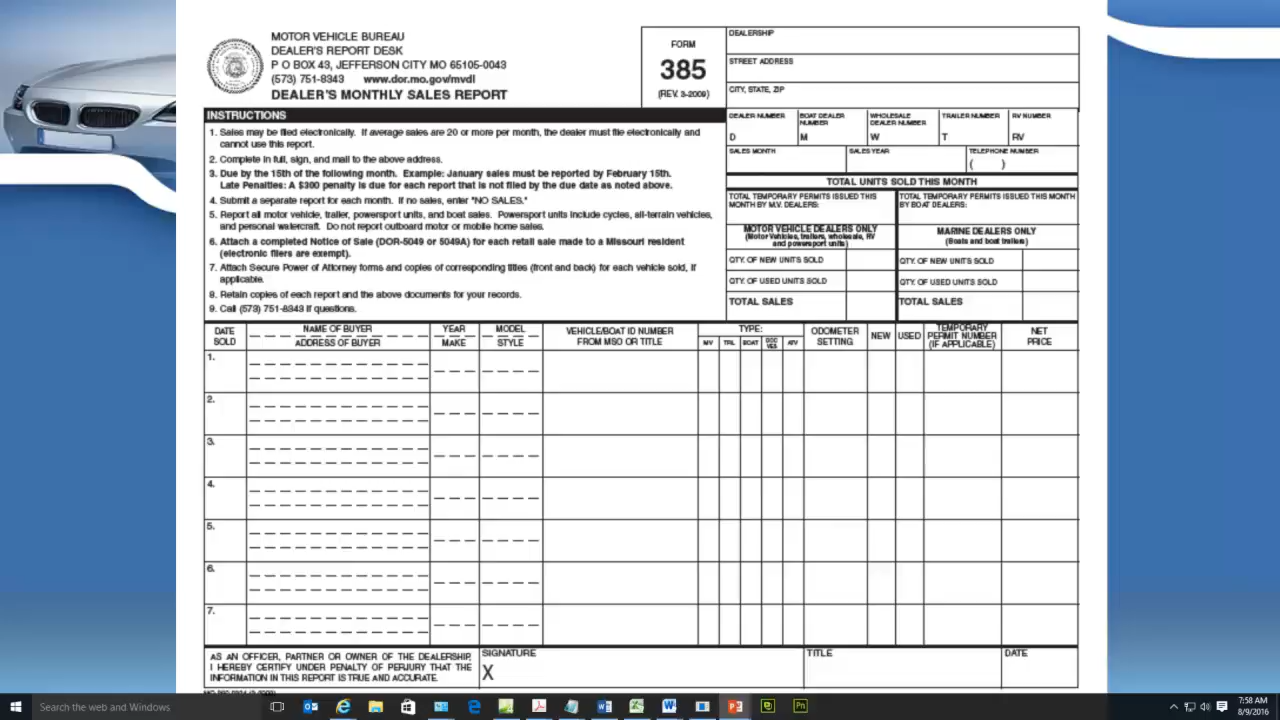 MOTOR VEHICLE BUREAU
DEALER'S REPORT DESK
P O BOX 43, JEFFERSON CITY MO 65105-0043
(573) 751-8343 www.dor.mo.gov/mvdl
DEALER'S MONTHLY SALES REPORT
FORM
385
(REV. 3-2009)
DEALERSHIP
STREET ADDRESS
CITY, STATE, ZIP
INSTRUCTIONS
1. Sales may be filed electronically. If average sales are 20 or more per month, the dealer must file electronically and
cannot use this report.
2. Complete in full, sign, and mail to the above address.
3. Due by the 15th of the following month. Example: January sales must be reported by February 15th.
Late Penalties: A $300 penalty is due for each report that is not filed by the due date as noted above.
4. Submit a separate report for each month. If no sales, enter "NO SALES."
5. Report all motor vehicle, trailer, powersport units, and boat sales. Powersport units include cycles, all-terrain vehicles,
and personal watercraft. Do not report outboard motor or mobile home sales.
6. Attach a completed Notice of Sale (DOR-5049 or 5049A) for each retail sale made to a Missouri resident
(electronic filers are exempt).
7. Attach Secure Power of Attorney forms and copies of corresponding titles (front and back) for each vehicle sold, if
applicable.
8. Retain copies of each report and the above documents for your records.
9. Call (573) 751-8343 if questions.
DEALER NUMBER
D
BOAT DEALER
NUMBER
M
WHOLESALE
DEALER NUMBER
W
TRAILER NUMBER
T
RV NUMBER
RV
SALES MONTH
SALES YEAR
TELEPHONE NUMBER
( )
TOTAL UNITS SOLD THIS MONTH
TOTAL TEMPORARY PERMITS ISSUED THIS
MONTH BY M.V. DEALERS:
TOTAL TEMPORARY PERMITS ISSUED THIS MONTH
BY BOAT DEALERS:
MOTOR VEHICLE DEALERS ONLY
(Motor Vehicles, trailers, wholesale, RV
and powersport units)
MARINE DEALERS ONLY
(Boats and boat trailers)
QTY. OF NEW UNITS SOLD
QTY. OF NEW UNITS SOLD
QTY. OF USED UNITS SOLD
QTY. OF USED UNITS SOLD
TOTAL SALES
TOTAL SALES
DATE
SOLD
NAME OF BUYER
ADDRESS OF BUYER
YEAR
MAKE
MODEL
STYLE
VEHICLE/BOAT ID NUMBER
FROM MSO OR TITLE
TYPE:
MV TRL BOAT DOC
VES ATV
ODOMETER
SETTING
NEW
USED
TEMPORARY
PERMIT NUMBER
(IF APPLICABLE)
NET
PRICE
1.
2.
3.
4.
5.
6.
7.
AS AN OFFICER, PARTNER OR OWNER OF THE DEALERSHIP,
I HEREBY CERTIFY UNDER PENALTY OF PERJURY THAT THE
INFORMATION IN THIS REPORT IS TRUE AND ACCURATE.
SIGNATURE
X
TITLE
DATE
Search the web and Windows
7:58 AM
8/9/2016